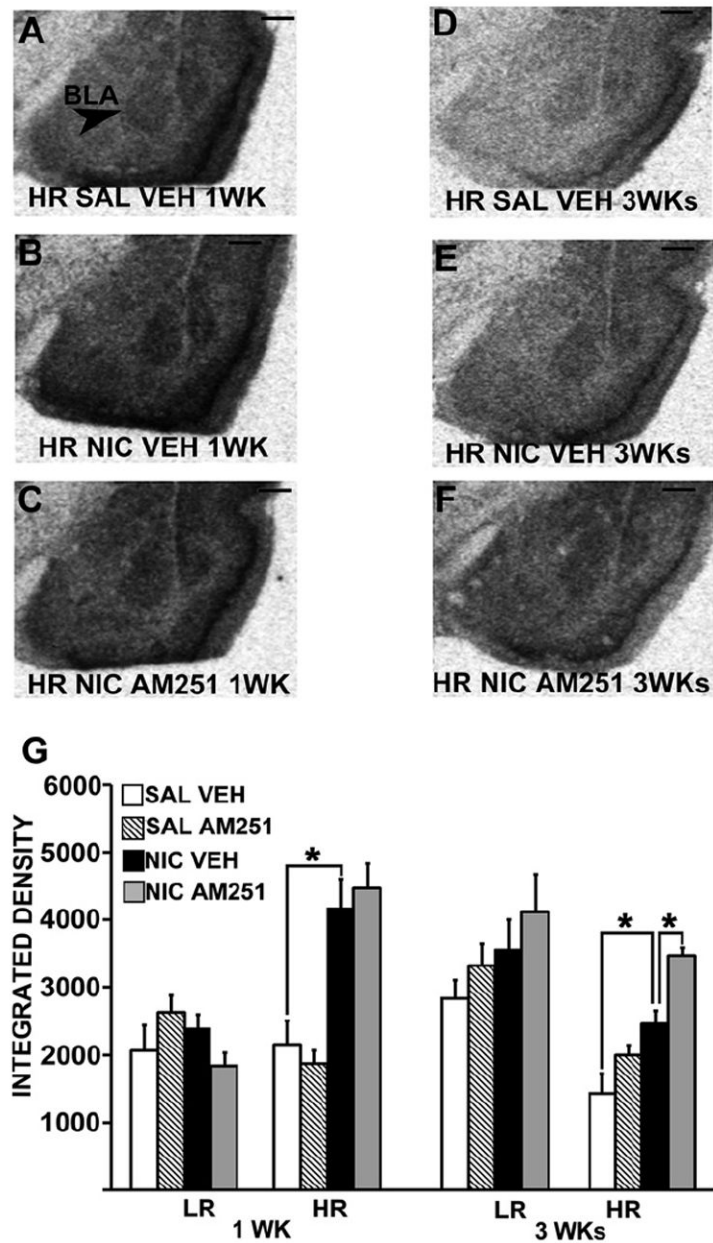 A
BLA
HR SAL VEH 1WK
B
HR NIC VEH 1WK
C
HR NIC AM251 1WK
D
HR SAL VEH 3WKs
E
HR NIC VEH 3WKs
F
HR NIC AM251 3WKs
G
INTEGRATED DENSITY
6000
5000
4000
3000
2000
1000
SAL VEH
SAL AM251
NIC VEH
NIC AM251
*
* *
LR HR LR HR
1 WK 3 WKs